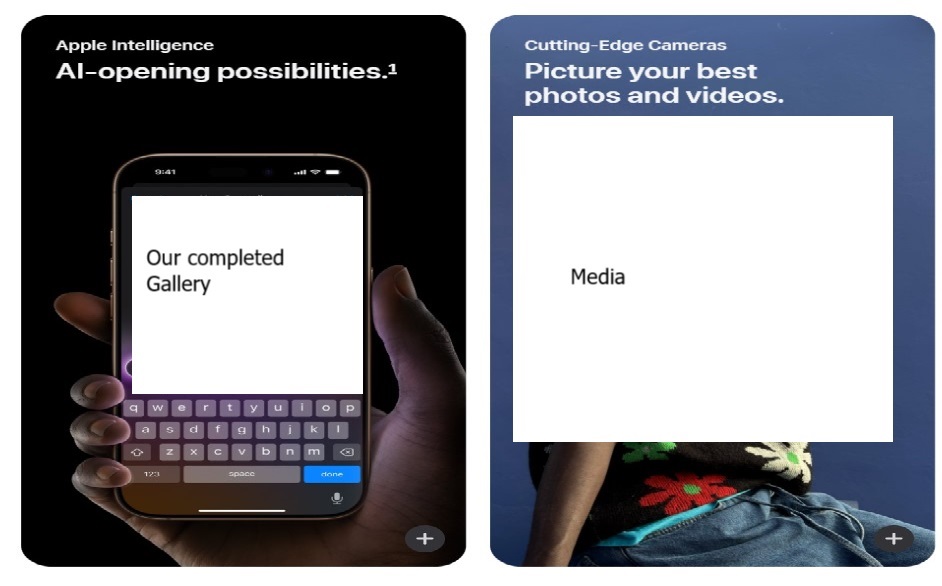 Apple Intelligence
AI-opening possibilities.¹
9:41
Our completed
Gallery
q w e r t y u i o p
a s d f g h j k l
z x c v b n m
123 space done
Cutting-Edge Cameras
Picture your best
photos and videos.
Media